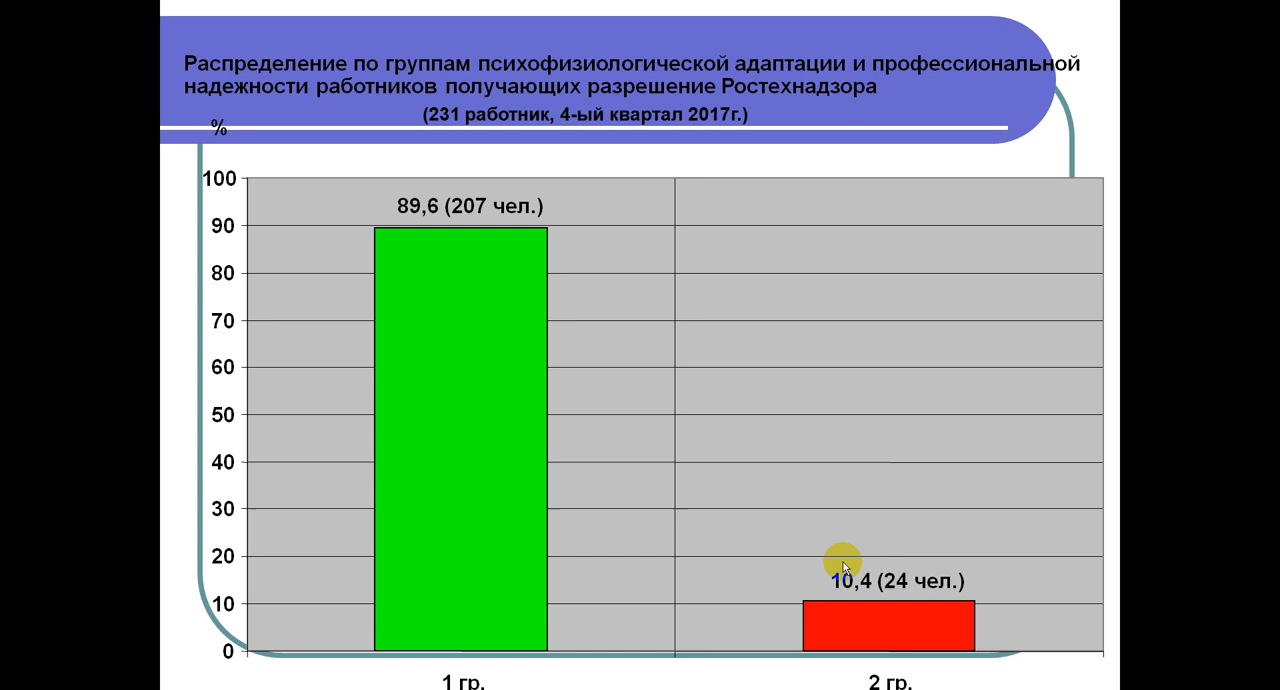 Распределение по группам психофизиологической адаптации и профессиональной
надежности работников получающих разрешение Ростехнадзора
(231 работник, 4-ый квартал 2017г.)
%
100
89,6 (207 чел.)
90
80
70
60
50
40
30
20
10,4 (24 чел.)
10
0
1 гр.
2 гр.